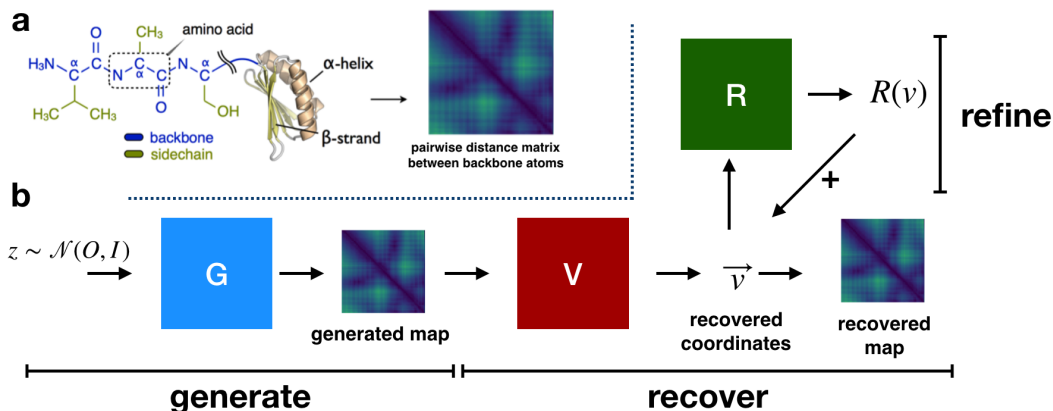 a
amino acid
O
CH₃
H₃N
α
N
α
C
C
C
N
α
C
O
H₃C
CH₃
OH
α-helix
β-strand
backbone
sidechain
pairwise distance matrix
between backbone atoms
R
R(v)
refine
+
b
z ~ 𝒩(O, I)
G
generated map
V
v
recovered
coordinates
recovered
map
generate
recover